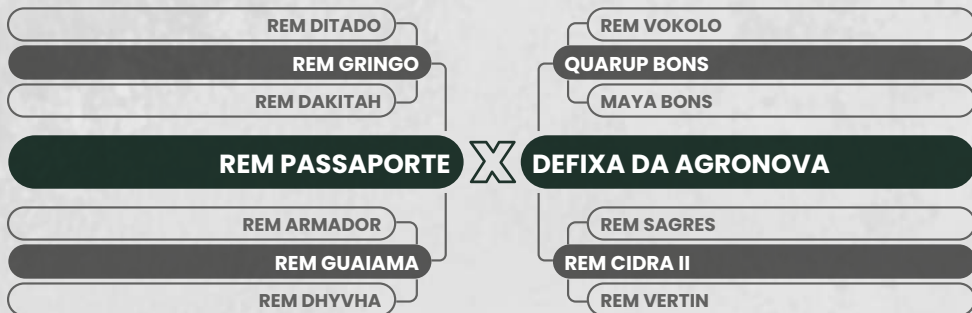 REM DITADO
REM VOKOLO
REM GRINGO
QUARUP BONS
REM DAKITAH
MAYA BONS
REM PASSAPORTE X DEFIXA DA AGRONOVA
REM ARMADOR
REM SAGRES
REM GUAIAMA
REM CIDRA II
REM DHYVHA
REM VERTIN